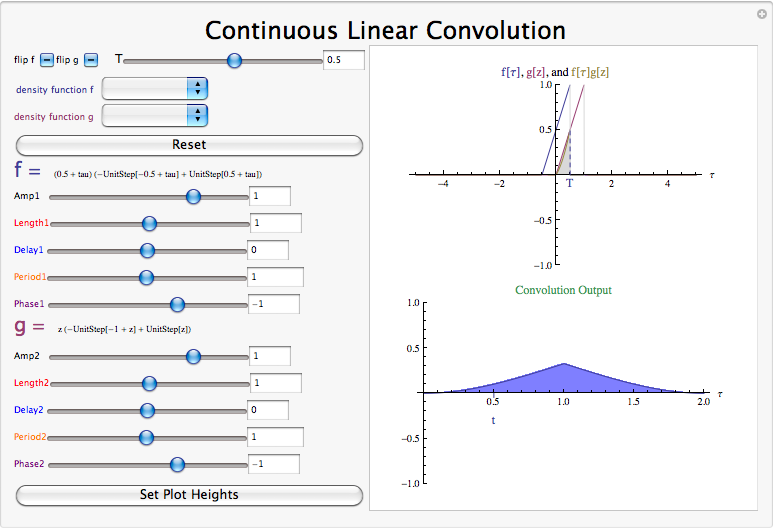 Continuous Linear Convolution
flip f flip g T 0.5
density function f
density function g
Reset
f = (0.5 + tau) (−UnitStep[−0.5 + tau] + UnitStep[0.5 + tau])
Amp1 1
Length1 1
Delay1 0
Period1 1
Phase1 −1
g = z (−UnitStep[−1 + z] + UnitStep[z])
Amp2 1
Length2 1
Delay2 0
Period2 1
Phase2 −1
Set Plot Heights
f[τ], g[z], and f[τ]g[z]
1.0
0.5
−4 −2 T 2 4 τ
−0.5
−1.0
Convolution Output
1.0
0.5
0.5 1.0 1.5 2.0 τ
t
−0.5
−1.0